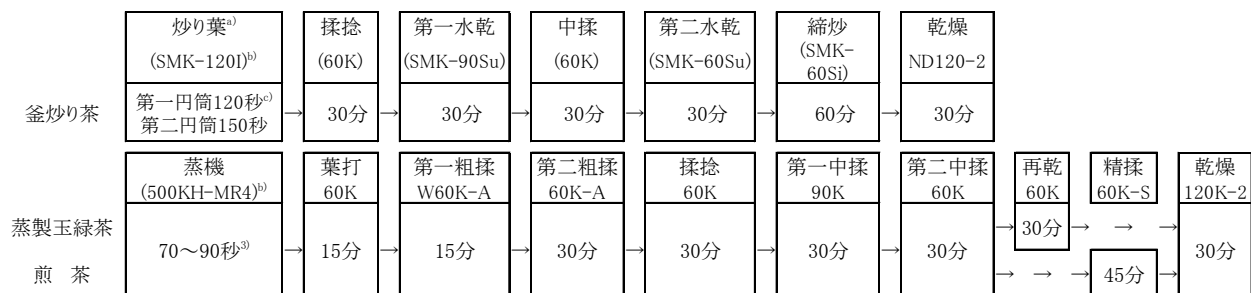 炒り葉a) 揉捻 第一水乾 中揉 第二水乾 締炒 乾燥
(SMK-120I)b) (60K) (SMK-90Su) (60K) (SMK-60Su) (SMK-60Si) ND120-2
釜炒り茶 第一円筒120秒c) → 30分 → 30分 → 30分 → 30分 → 60分 → 30分
第二円筒150秒
蒸機 葉打 第一粗揉 第二粗揉 揉捻 第一中揉 第二中揉 再乾 精揉 乾燥
(500KH-MR4)b) 60K W60K-A 60K-A 60K 90K 60K 60K 60K-S 120K-2
蒸製玉緑茶 → 30分 → → →
70～90秒3) → 15分 → 15分 → 30分 → 30分 → 30分 → 30分 30分
煎 茶 → → → 45分 →